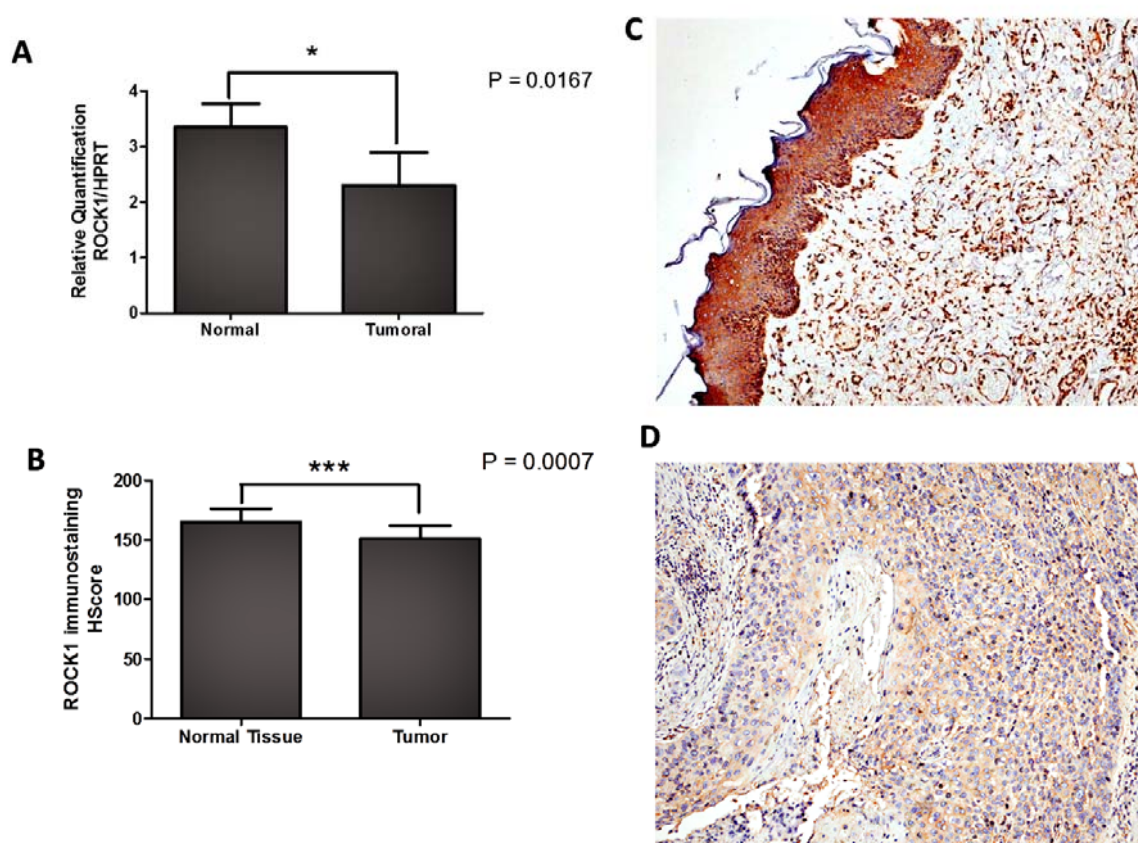 A
*
P = 0.0167
Relative Quantification
ROCK1/HPRT
4
3
2
1
0
Normal Tumoral
B
***
P = 0.0007
ROCK1 immunostaining
HScore
200
150
100
50
0
Normal Tissue Tumor
C
D